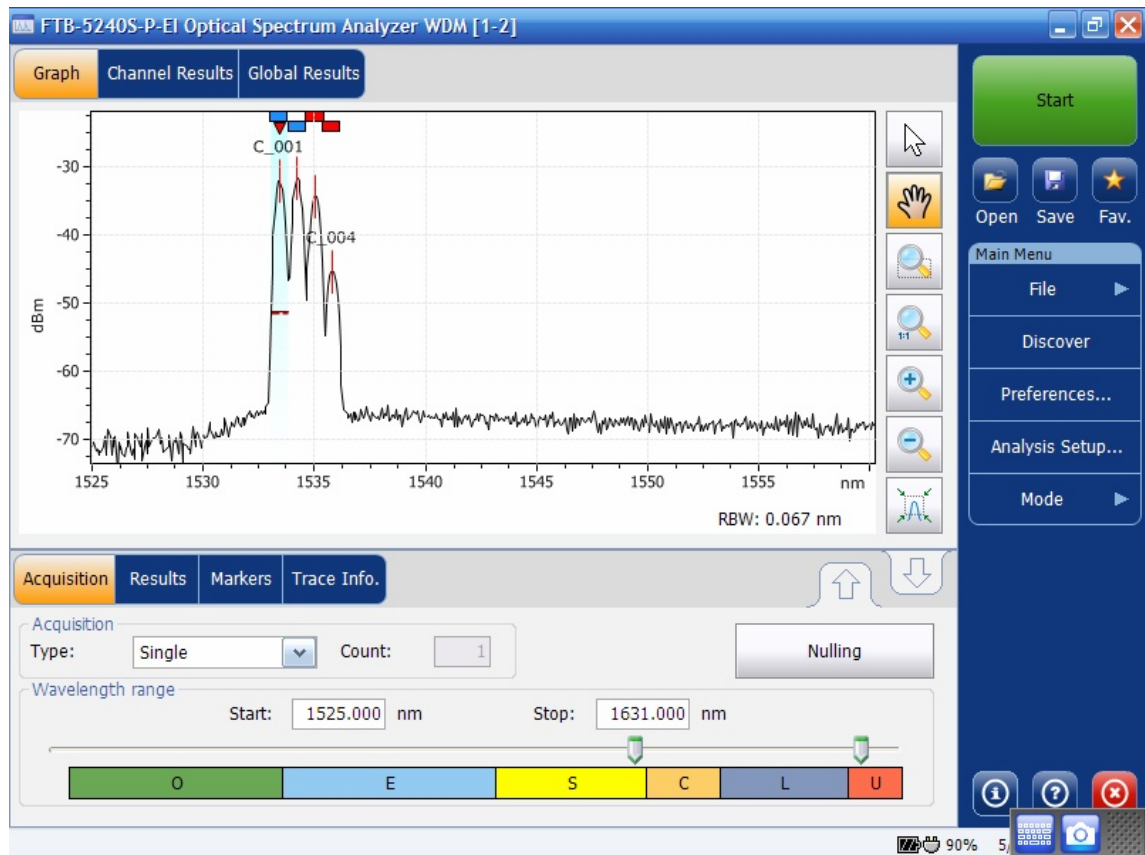 FTB-5240S-P-EI Optical Spectrum Analyzer WDM [1-2]
Graph
Channel Results
Global Results
C_001
C_004
dBm
-30
-40
-50
-60
-70
1525
1530
1535
1540
1545
1550
1555
nm
RBW: 0.067 nm
1:1
Start
Open
Save
Fav.
Main Menu
File
Discover
Preferences...
Analysis Setup...
Mode
Acquisition
Results
Markers
Trace Info.
Acquisition
Type:
Single
Count:
1
Nulling
Wavelength range
Start:
1525.000
nm
Stop:
1631.000
nm
O
E
S
C
L
U
90%
5/